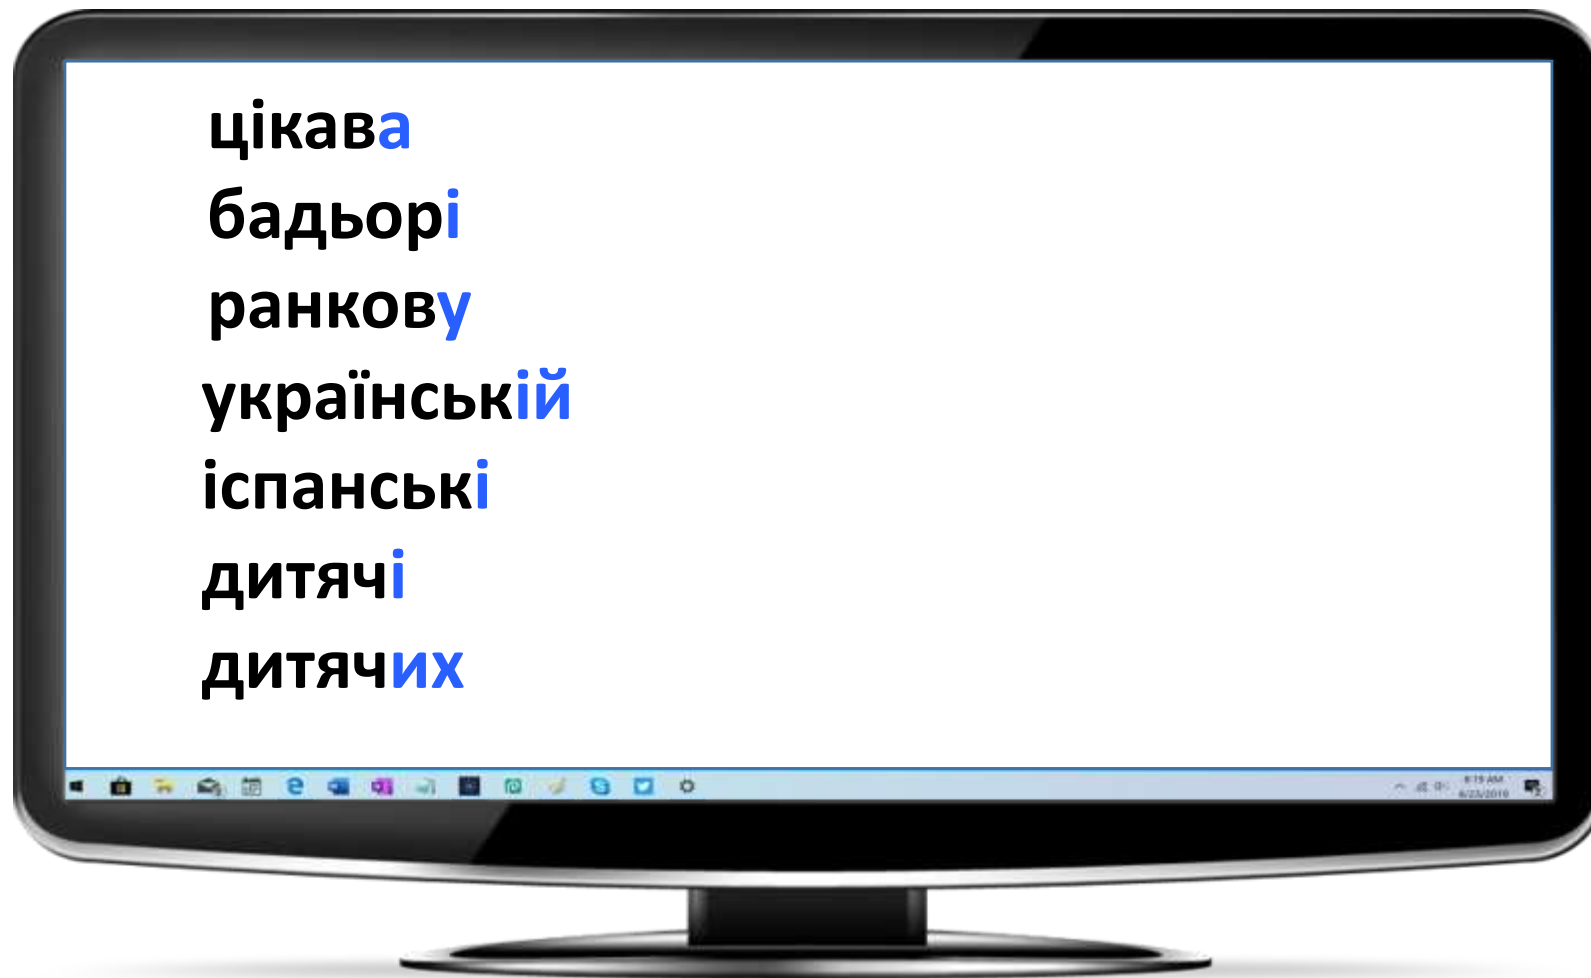 цікава
бадьорі
ранкову
українській
іспанські
дитячі
дитячих